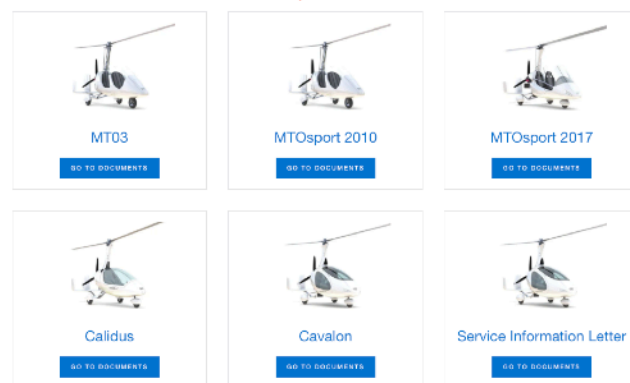 MT03
MTOsport 2010
MTOsport 2017
GO TO DOCUMENTS
GO TO DOCUMENTS
GO TO DOCUMENTS
Calidus
Cavalon
Service Information Letter
GO TO DOCUMENTS
GO TO DOCUMENTS
GO TO DOCUMENTS